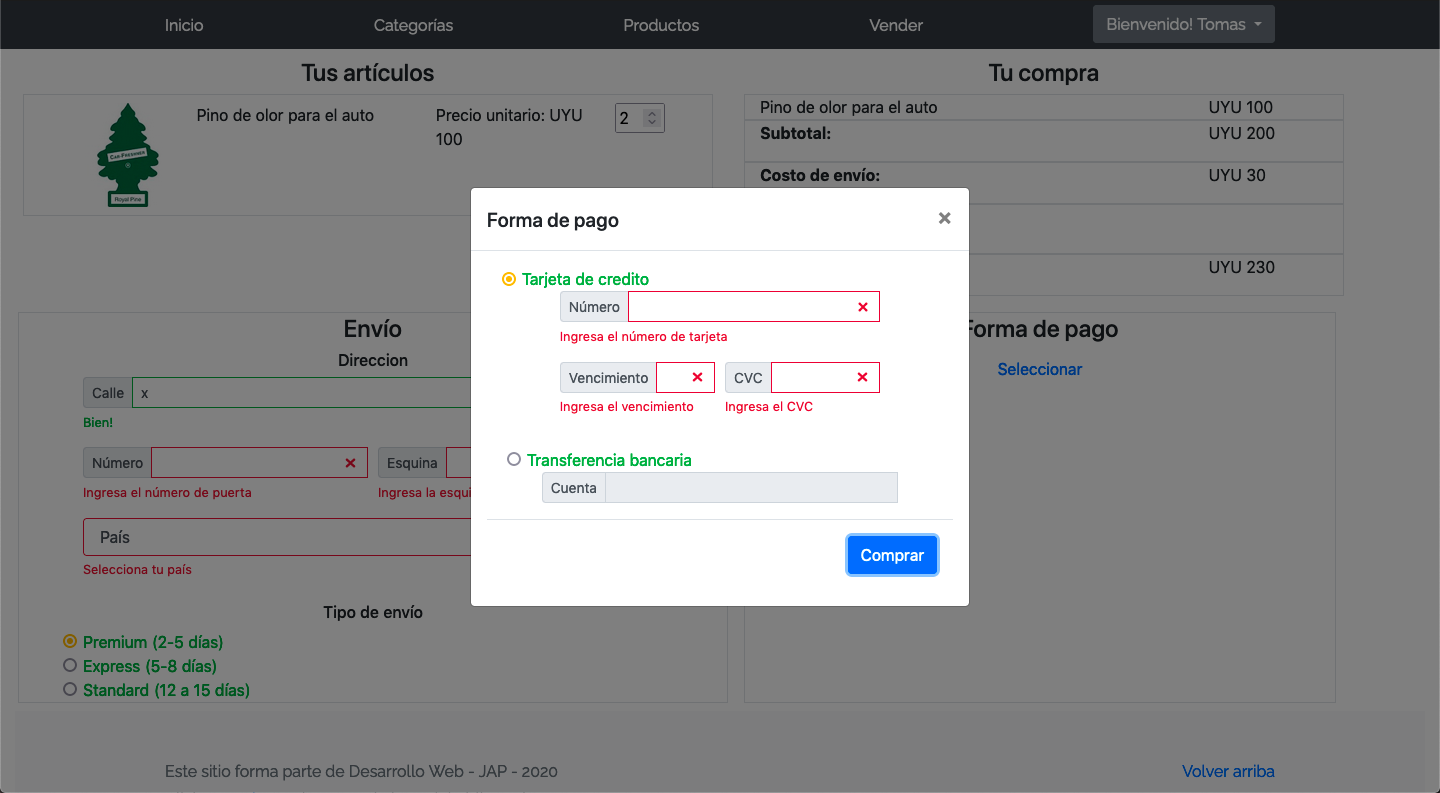 Inicio
Categorías
Productos
Vender
Bienvenido! Tomas
Tus artículos
Pino de olor para el auto
Precio unitario: UYU
100
2
CAR-FRESHNER
Royal Pine
Tu compra
Pino de olor para el auto UYU 100
Subtotal: UYU 200
Costo de envío: UYU 30
UYU 230
Forma de pago
×
Tarjeta de credito
Número
Ingresa el número de tarjeta
Vencimiento
CVC
Ingresa el vencimiento
Ingresa el CVC
Transferencia bancaria
Cuenta
Comprar
Envío
Direccion
Calle x
Bien!
Número
Esquina
Ingresa el número de puerta
Ingresa la esqui
País
Selecciona tu país
Tipo de envío
Premium (2-5 días)
Express (5-8 días)
Standard (12 a 15 días)
Forma de pago
Seleccionar
Este sitio forma parte de Desarrollo Web - JAP - 2020
Volver arriba